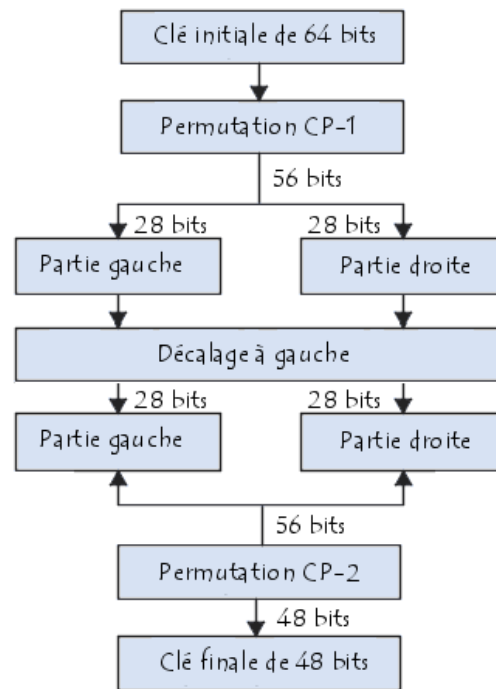 Clé initiale de 64 bits
Permutation CP-1
56 bits
28 bits
28 bits
Partie gauche
Partie droite
Décalage à gauche
28 bits
28 bits
Partie gauche
Partie droite
56 bits
Permutation CP-2
48 bits
Clé finale de 48 bits